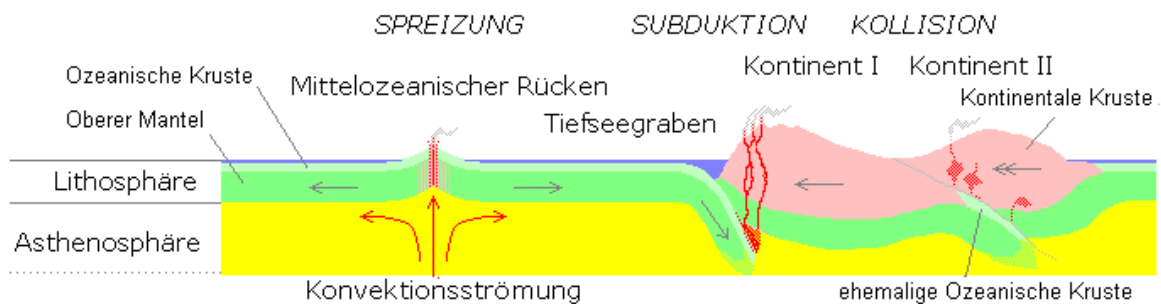 SPREIZUNG
SUBDUKTION
KOLLISION
Ozeanische Kruste
Mittelozeanischer Rücken
Kontinent I
Kontinent II
Oberer Mantel
Tiefseegraben
Kontinentale Kruste
Lithosphäre
Asthenosphäre
Konvektionsströmung
ehemalige Ozeanische Kruste